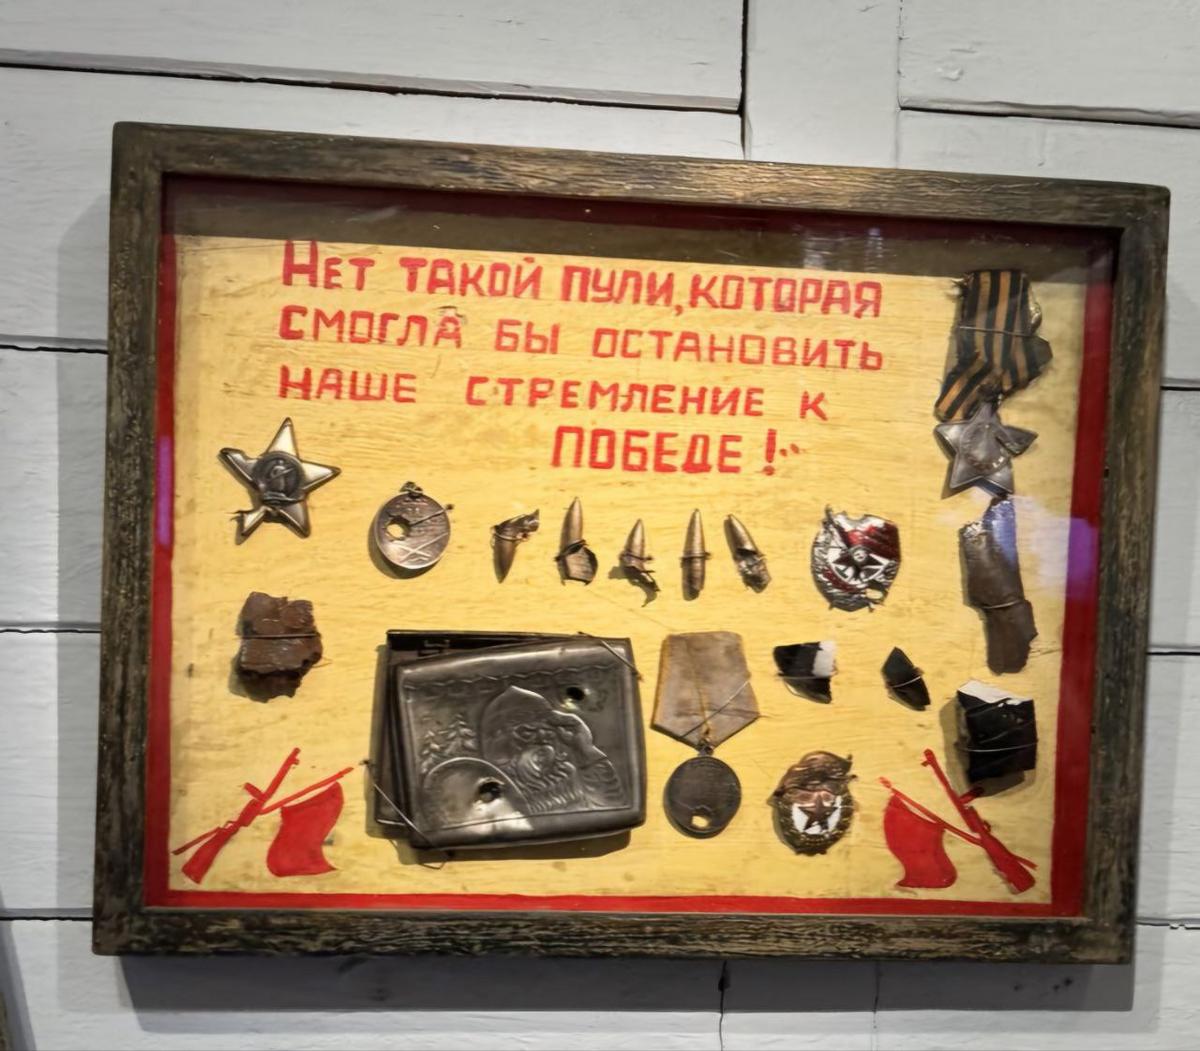 НЕТ ТАКОЙ ПУЛИ, КОТОРАЯ
СМОГЛА БЫ ОСТАНОВИТЬ
НАШЕ СТРЕМЛЕНИЕ К
ПОБЕДЕ!